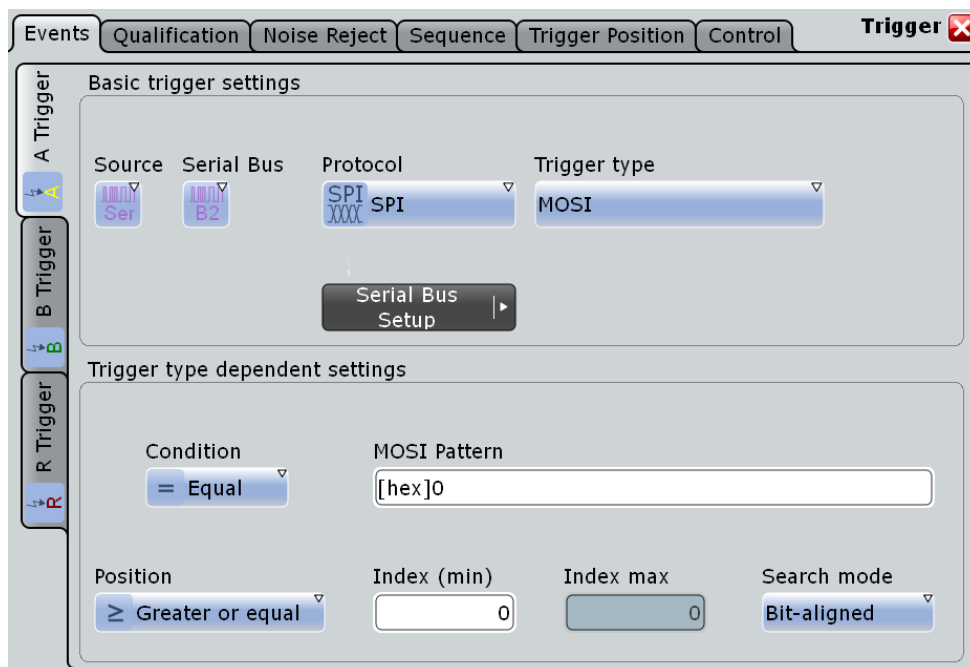 Events Qualification Noise Reject Sequence Trigger Position Control Trigger
A Trigger
A
B Trigger
B
R Trigger
R
Basic trigger settings
Source Serial Bus Protocol Trigger type
Ser B2 SPI XXXX SPI MOSI
Serial Bus
Setup
Trigger type dependent settings
Condition MOSI Pattern
= Equal [hex]0
Position Index (min) Index max Search mode
≥ Greater or equal 0 0 Bit-aligned